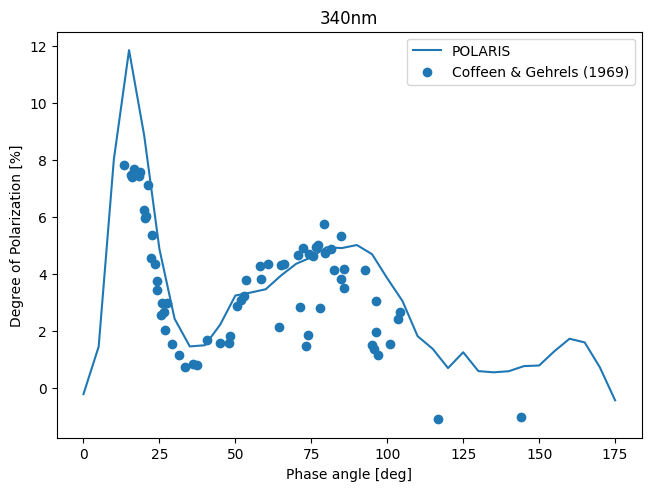 340nm
POLARIS
Coffeen & Gehrels (1969)
Degree of Polarization [%]
12
10
8
6
4
2
0
0 25 50 75 100 125 150 175
Phase angle [deg]